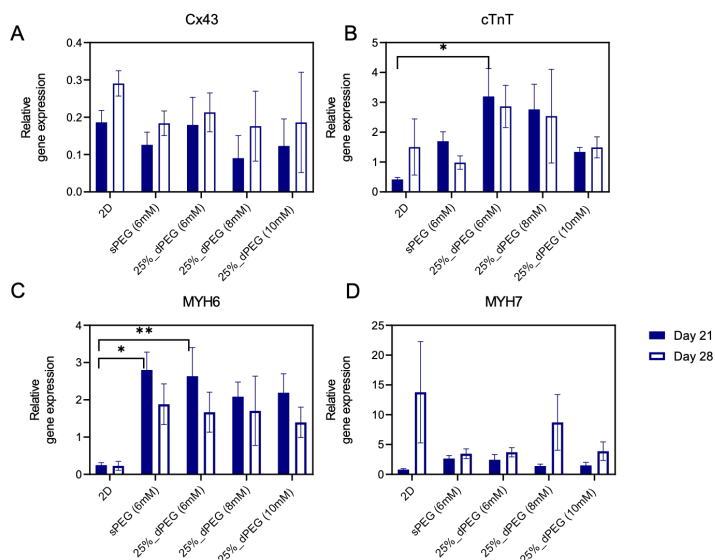 A
Cx43
Relative
gene expression
0.4
0.3
0.2
0.1
0.0
2D
sPEG (6mM)
25%_dPEG (6mM)
25%_dPEG (8mM)
25%_dPEG (10mM)
B
cTnT
Relative
gene expression
5
4
3
2
1
0
*
2D
sPEG (6mM)
25%_dPEG (6mM)
25%_dPEG (8mM)
25%_dPEG (10mM)
C
MYH6
Relative
gene expression
4
3
2
1
0
**
*
2D
sPEG (6mM)
25%_dPEG (6mM)
25%_dPEG (8mM)
25%_dPEG (10mM)
D
MYH7
Relative
gene expression
25
20
15
10
5
0
2D
sPEG (6mM)
25%_dPEG (6mM)
25%_dPEG (8mM)
25%_dPEG (10mM)
Day 21
Day 28